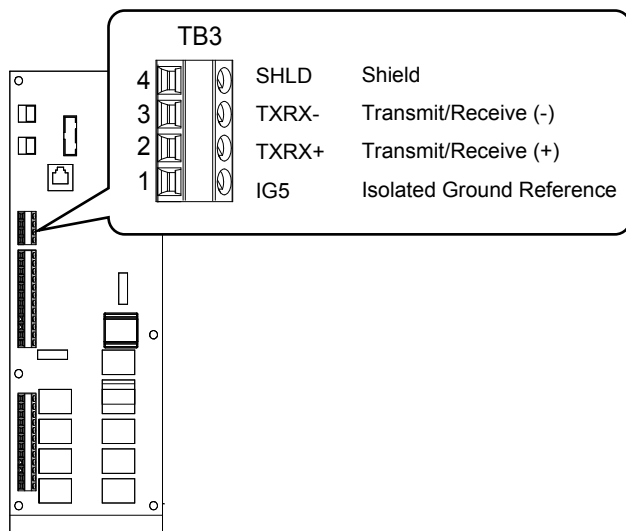 TB3
4 SHLD Shield
3 TXRX- Transmit/Receive (-)
2 TXRX+ Transmit/Receive (+)
1 IG5 Isolated Ground Reference